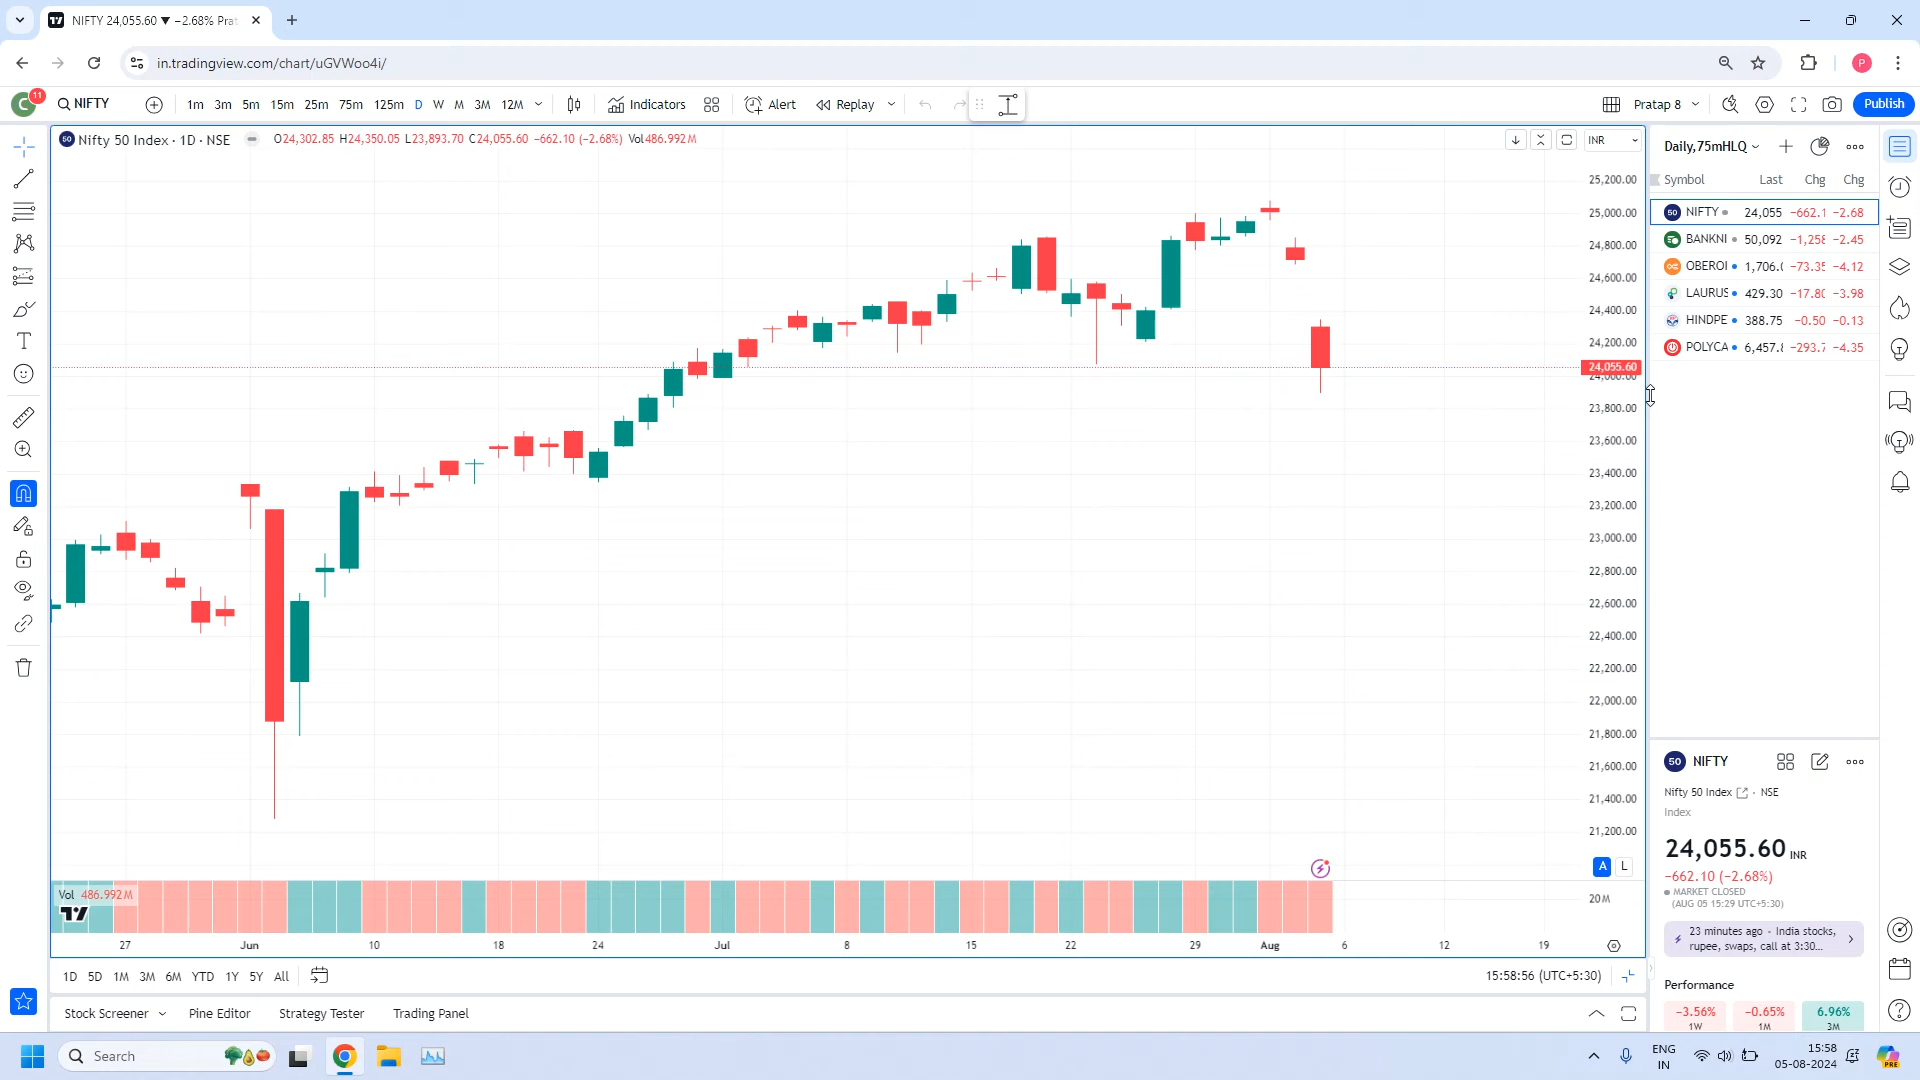 NIFTY 24,055.60 ▼ −2.68% Prat
in.tradingview.com/chart/uGVWoo4i/
P
C 11 NIFTY 1m 3m 5m 15m 25m 75m 125m D W M 3M 12M Indicators Alert Replay Pratap 8 Publish
50 Nifty 50 Index · 1D · NSE O24,302.85 H24,350.05 L23,893.70 C24,055.60 −662.10 (−2.68%) Vol486.992M
INR
25,200.00
25,000.00
24,800.00
24,600.00
24,400.00
24,200.00
24,055.60
24,000.00
23,800.00
23,600.00
23,400.00
23,200.00
23,000.00
22,800.00
22,600.00
22,400.00
22,200.00
22,000.00
21,800.00
21,600.00
21,400.00
21,200.00
A L
Vol 486.992M
20M
27 Jun 10 18 24 Jul 8 15 22 29 Aug 6 12 19
1D 5D 1M 3M 6M YTD 1Y 5Y All
15:58:56 (UTC+5:30)
Stock Screener Pine Editor Strategy Tester Trading Panel
Daily,75mHLQ
Symbol Last Chg Chg
50 NIFTY 24,055 −662.1 −2.68
BANKNI 50,092 −1,258 −2.45
OBEROI 1,706.0 −73.35 −4.12
LAURUS 429.30 −17.80 −3.98
HINDPE 388.75 −0.50 −0.13
POLYCA 6,457.8 −293.7 −4.35
50 NIFTY
Nifty 50 Index · NSE
Index
24,055.60 INR
−662.10 (−2.68%)
MARKET CLOSED
(AUG 05 15:29 UTC+5:30)
23 minutes ago - India stocks,
rupee, swaps, call at 3:30...
Performance
−3.56% −0.65% 6.96%
1W 1M 3M
Search
ENG
IN
15:58
05-08-2024
PRE